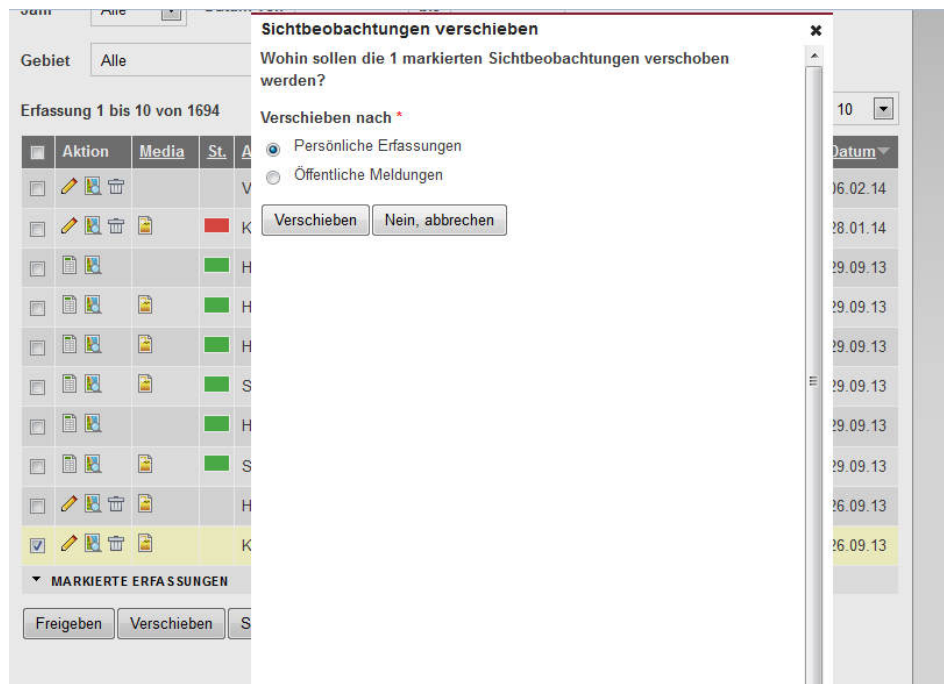 Sichtbeobachtungen verschieben
Wohin sollen die 1 markierten Sichtbeobachtungen verschoben
werden?
Verschieben nach *
Persönliche Erfassungen
Öffentliche Meldungen
Verschieben Nein, abbrechen
Gebiet Alle
Erfassung 1 bis 10 von 1694 10
Aktion Media St. A Datum
V 06.02.14
K 28.01.14
H 29.09.13
H 29.09.13
H 29.09.13
S 29.09.13
H 29.09.13
S 29.09.13
H 26.09.13
K 26.09.13
MARKIERTE ERFASSUNGEN
Freigeben Verschieben S